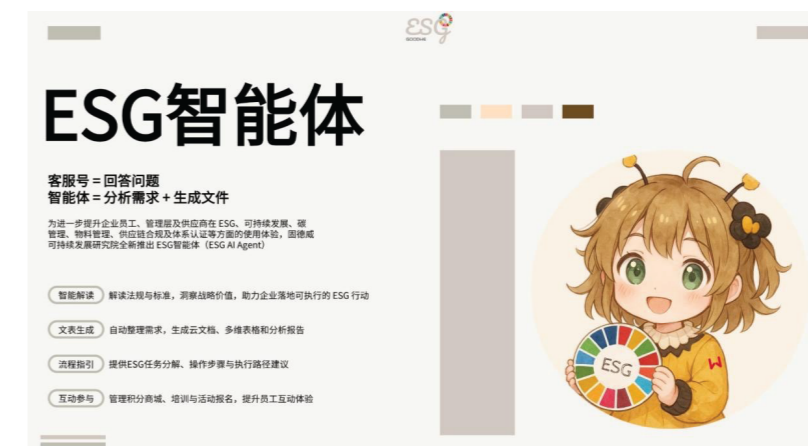 ESG
GOODWE
ESG智能体
客服号 = 回答问题
智能体 = 分析需求 + 生成文件
为进一步提升企业员工、管理层及供应商在 ESG、可持续发展、碳
管理、物料管理、供应链合规及体系认证等方面的使用体验，固德威
可持续发展研究院全新推出 ESG智能体（ESG AI Agent）
智能解读 解读法规与标准，洞察战略价值，助力企业落地可执行的 ESG 行动
文表生成 自动整理需求，生成云文档、多维表格和分析报告
流程指引 提供ESG任务分解、操作步骤与执行路径建议
互动参与 管理积分商城、培训与活动报名，提升员工互动体验
ESG